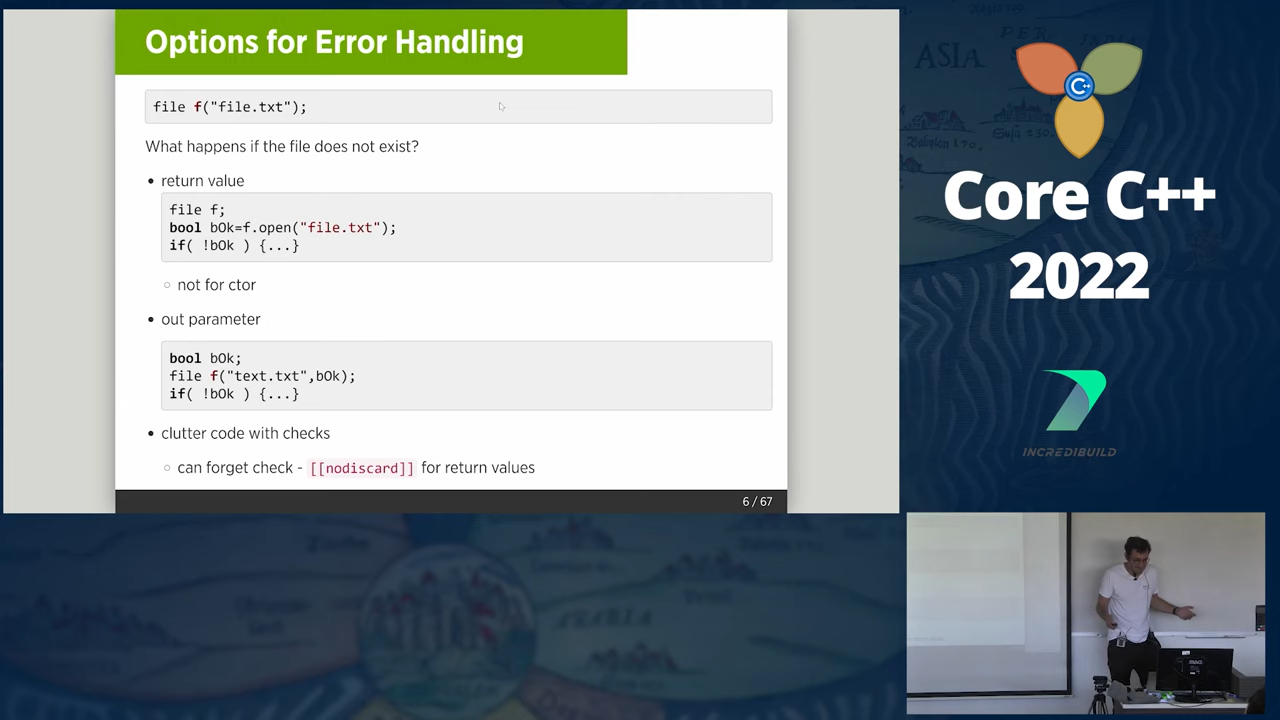 Options for Error Handling
file f("file.txt");
What happens if the file does not exist?
• return value
file f;
bool bOk=f.open("file.txt");
if( !bOk ) {...}
○ not for ctor
• out parameter
bool bOk;
file f("text.txt",bOk);
if( !bOk ) {...}
• clutter code with checks
○ can forget check - [[nodiscard]] for return values
6 / 67
ASIA
C++
Core C++
2022
INCREDIBUILD